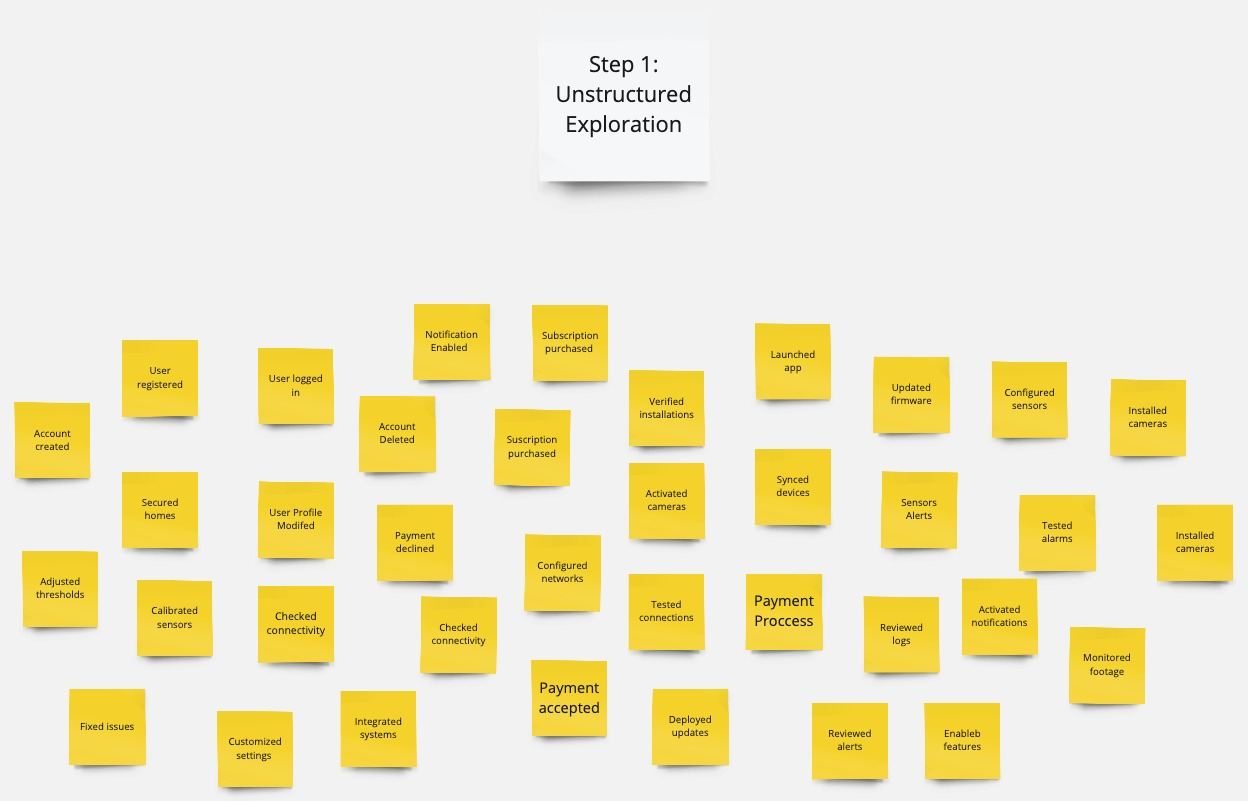 Step 1:
Unstructured
Exploration
Notification
Enabled
Subscription
purchased
Launched
app
User
registered
User logged
in
Updated
firmware
Configured
sensors
Verified
installations
Installed
cameras
Account
created
Account
Deleted
Suscription
purchased
Secured
homes
User Profile
Modifed
Activated
cameras
Synced
devices
Sensors
Alerts
Payment
declined
Tested
alarms
Installed
cameras
Configured
networks
Adjusted
thresholds
Calibrated
sensors
Checked
connectivity
Checked
connectivity
Tested
connections
Payment
Proccess
Reviewed
logs
Activated
notifications
Monitored
footage
Payment
accepted
Fixed issues
Customized
settings
Integrated
systems
Deployed
updates
Reviewed
alerts
Enableb
features